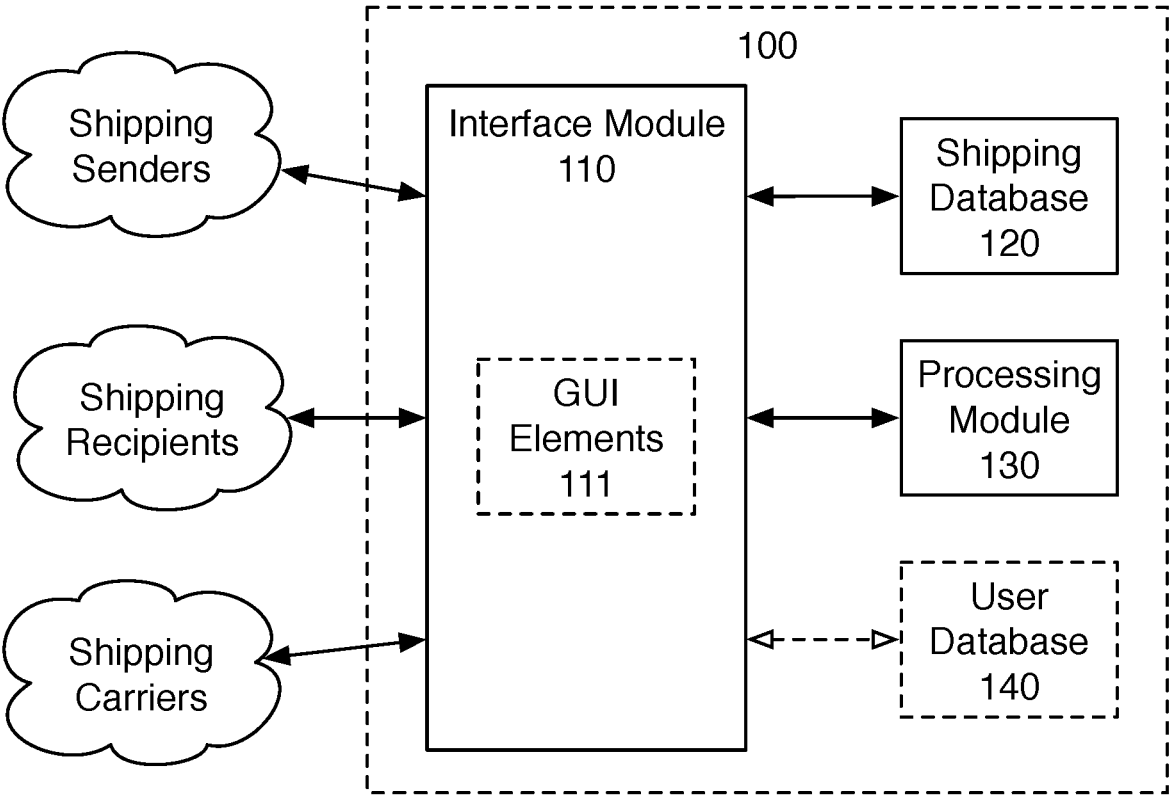 100
Shipping
Senders
Interface Module
110
Shipping
Database
120
Shipping
Recipients
GUI
Elements
111
Processing
Module
130
Shipping
Carriers
User
Database
140